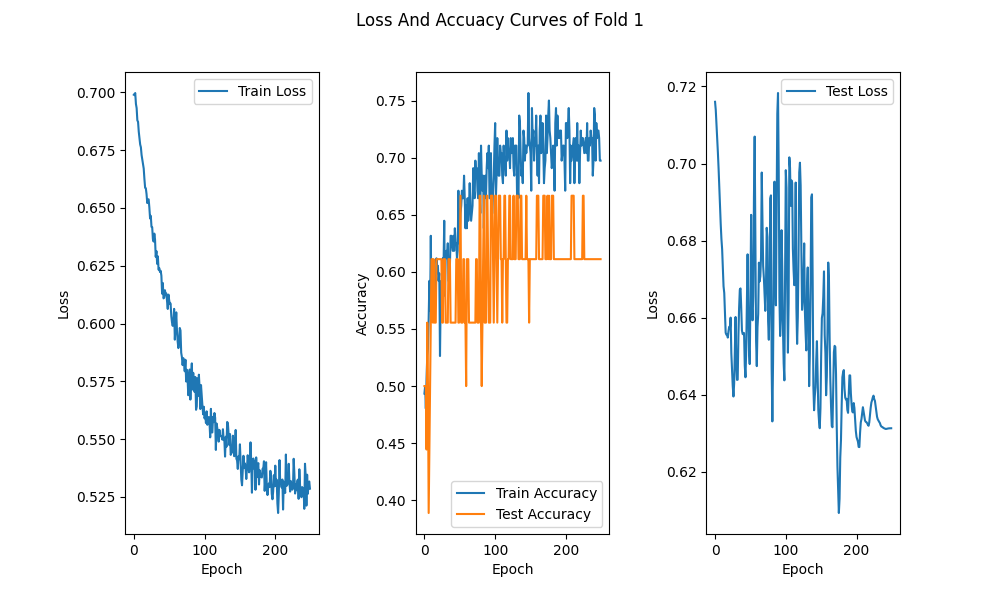 Loss And Accuacy Curves of Fold 1
0.700
0.675
0.650
0.625
0.600
0.575
0.550
0.525
Loss
0 100 200
Epoch
Train Loss
0.75
0.70
0.65
0.60
0.55
0.50
0.45
0.40
Accuracy
0 100 200
Epoch
Train Accuracy
Test Accuracy
0.72
0.70
0.68
0.66
0.64
0.62
Loss
0 100 200
Epoch
Test Loss